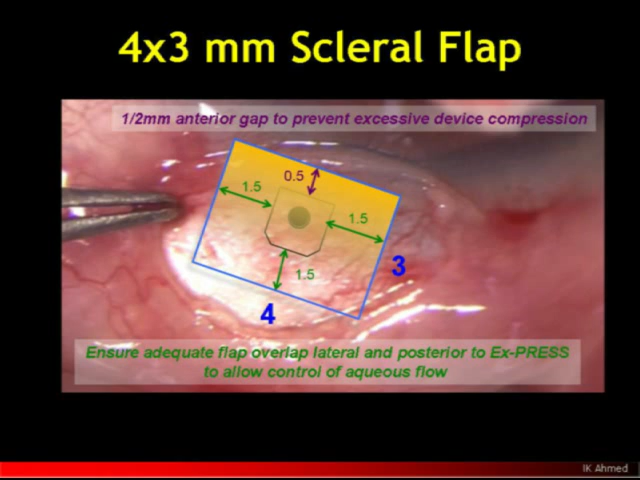 4x3 mm Scleral Flap
1/2mm anterior gap to prevent excessive device compression
0.5
1.5
1.5
3
1.5
4
Ensure adequate flap overlap lateral and posterior to Ex-PRESS
to allow control of aqueous flow
IK Ahmed